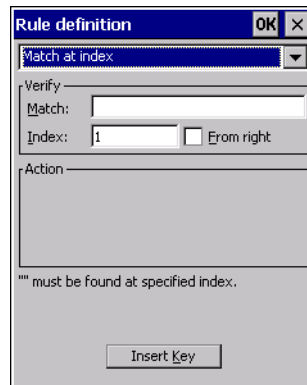 Rule definition OK ×
Match at index
Verify
Match:
Index: 1 From right
Action
"" must be found at specified index.
Insert Key